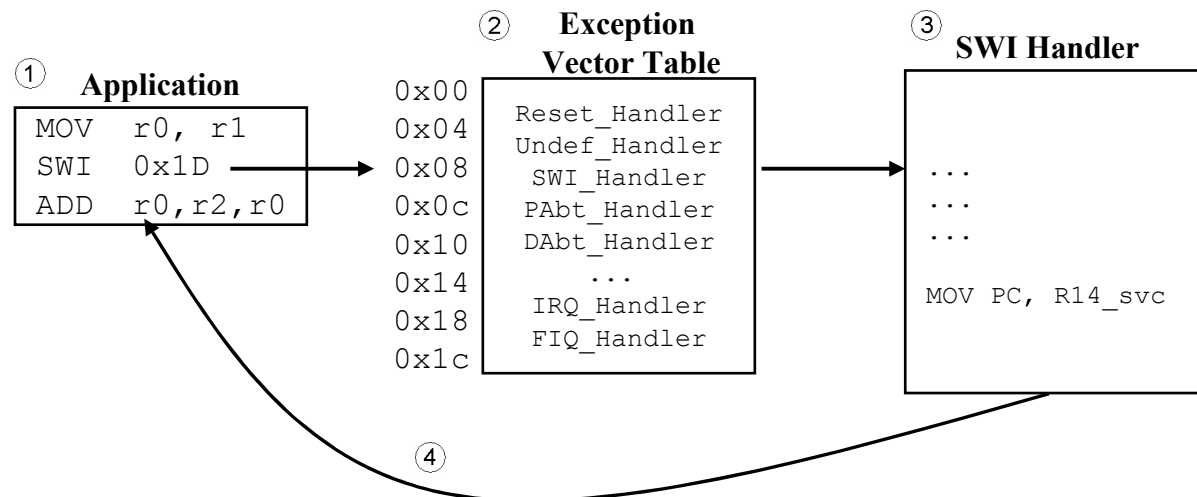 ①
Application
MOV r0, r1
SWI 0x1D
ADD r0,r2,r0
②
Exception
Vector Table
0x00
0x04
0x08
0x0c
0x10
0x14
0x18
0x1c
Reset_Handler
Undef_Handler
SWI_Handler
PAbt_Handler
DAbt_Handler
...
IRQ_Handler
FIQ_Handler
③
SWI Handler
...
...
...
MOV PC, R14_svc
④